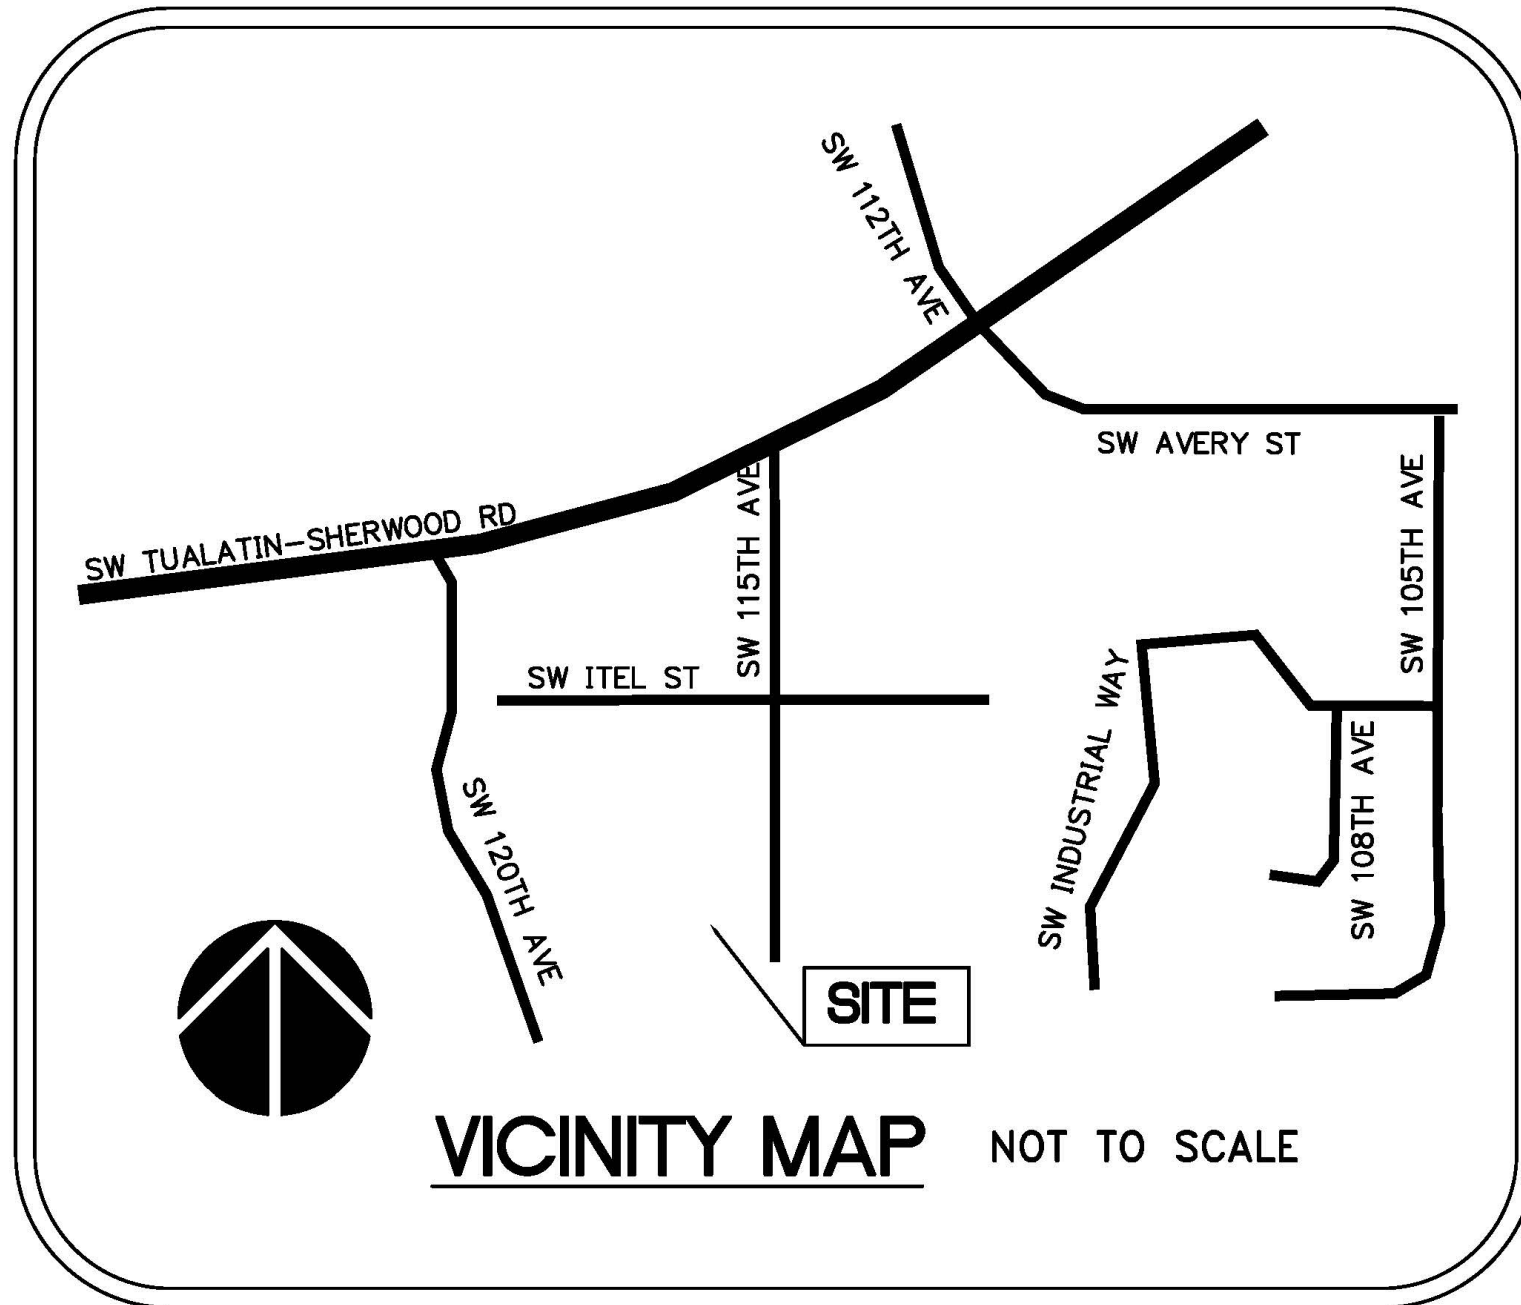 SW 112TH AVE
SW AVERY ST
SW TUALATIN-SHERWOOD RD
SW 115TH AVE
SW 105TH AVE
SW ITEL ST
SW INDUSTRIAL WAY
SW 108TH AVE
SW 120TH AVE
SITE
VICINITY MAP NOT TO SCALE